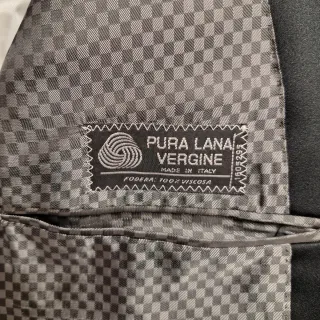 PURA LANA
VERGINE
MADE IN ITALY
FODERA: 100% VISCOSA